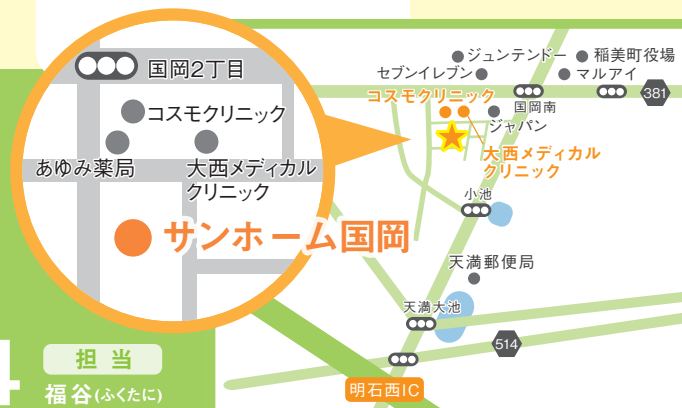 国岡2丁目
コスモクリニック
あゆみ薬局
大西メディカル
クリニック
サンホーム国岡
ジュンテンドー
稲美町役場
セブンイレブン
マルアイ
コスモクリニック
国岡南
381
ジャパン
大西メディカル
クリニック
小池
天満郵便局
天満大池
514
明石西IC
担当
福谷(ふくたに)